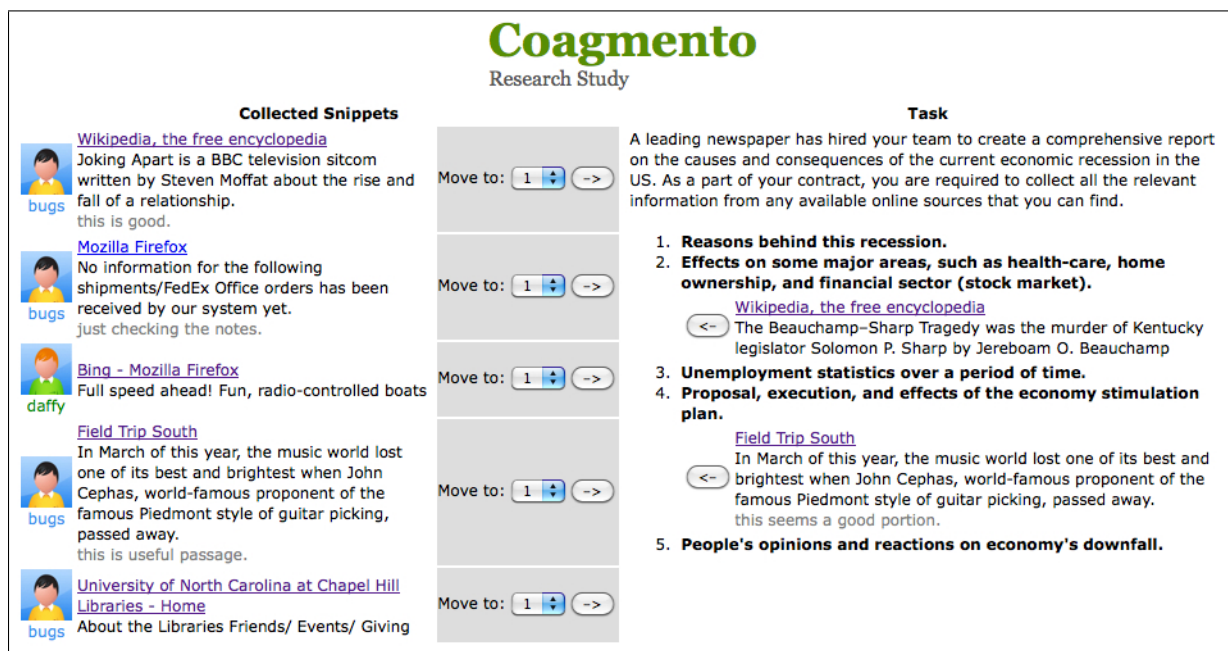 Coagmento
Research Study
Collected Snippets
Wikipedia, the free encyclopedia
Joking Apart is a BBC television sitcom
written by Steven Moffat about the rise and
fall of a relationship.
this is good.
bugs
Move to: 1 ->
Mozilla Firefox
No information for the following
shipments/FedEx Office orders has been
received by our system yet.
just checking the notes.
bugs
Move to: 1 ->
Bing - Mozilla Firefox
Full speed ahead! Fun, radio-controlled boats
daffy
Move to: 1 ->
Field Trip South
In March of this year, the music world lost
one of its best and brightest when John
Cephas, world-famous proponent of the
famous Piedmont style of guitar picking,
passed away.
this is useful passage.
bugs
Move to: 1 ->
University of North Carolina at Chapel Hill
Libraries - Home
About the Libraries Friends/ Events/ Giving
bugs
Move to: 1 ->
Task
A leading newspaper has hired your team to create a comprehensive report
on the causes and consequences of the current economic recession in the
US. As a part of your contract, you are required to collect all the relevant
information from any available online sources that you can find.
1. Reasons behind this recession.
2. Effects on some major areas, such as health-care, home
ownership, and financial sector (stock market).
Wikipedia, the free encyclopedia
<- The Beauchamp–Sharp Tragedy was the murder of Kentucky
legislator Solomon P. Sharp by Jereboam O. Beauchamp
3. Unemployment statistics over a period of time.
4. Proposal, execution, and effects of the economy stimulation
plan.
Field Trip South
In March of this year, the music world lost one of its best and
<- brightest when John Cephas, world-famous proponent of the
famous Piedmont style of guitar picking, passed away.
this seems a good portion.
5. People's opinions and reactions on economy's downfall.